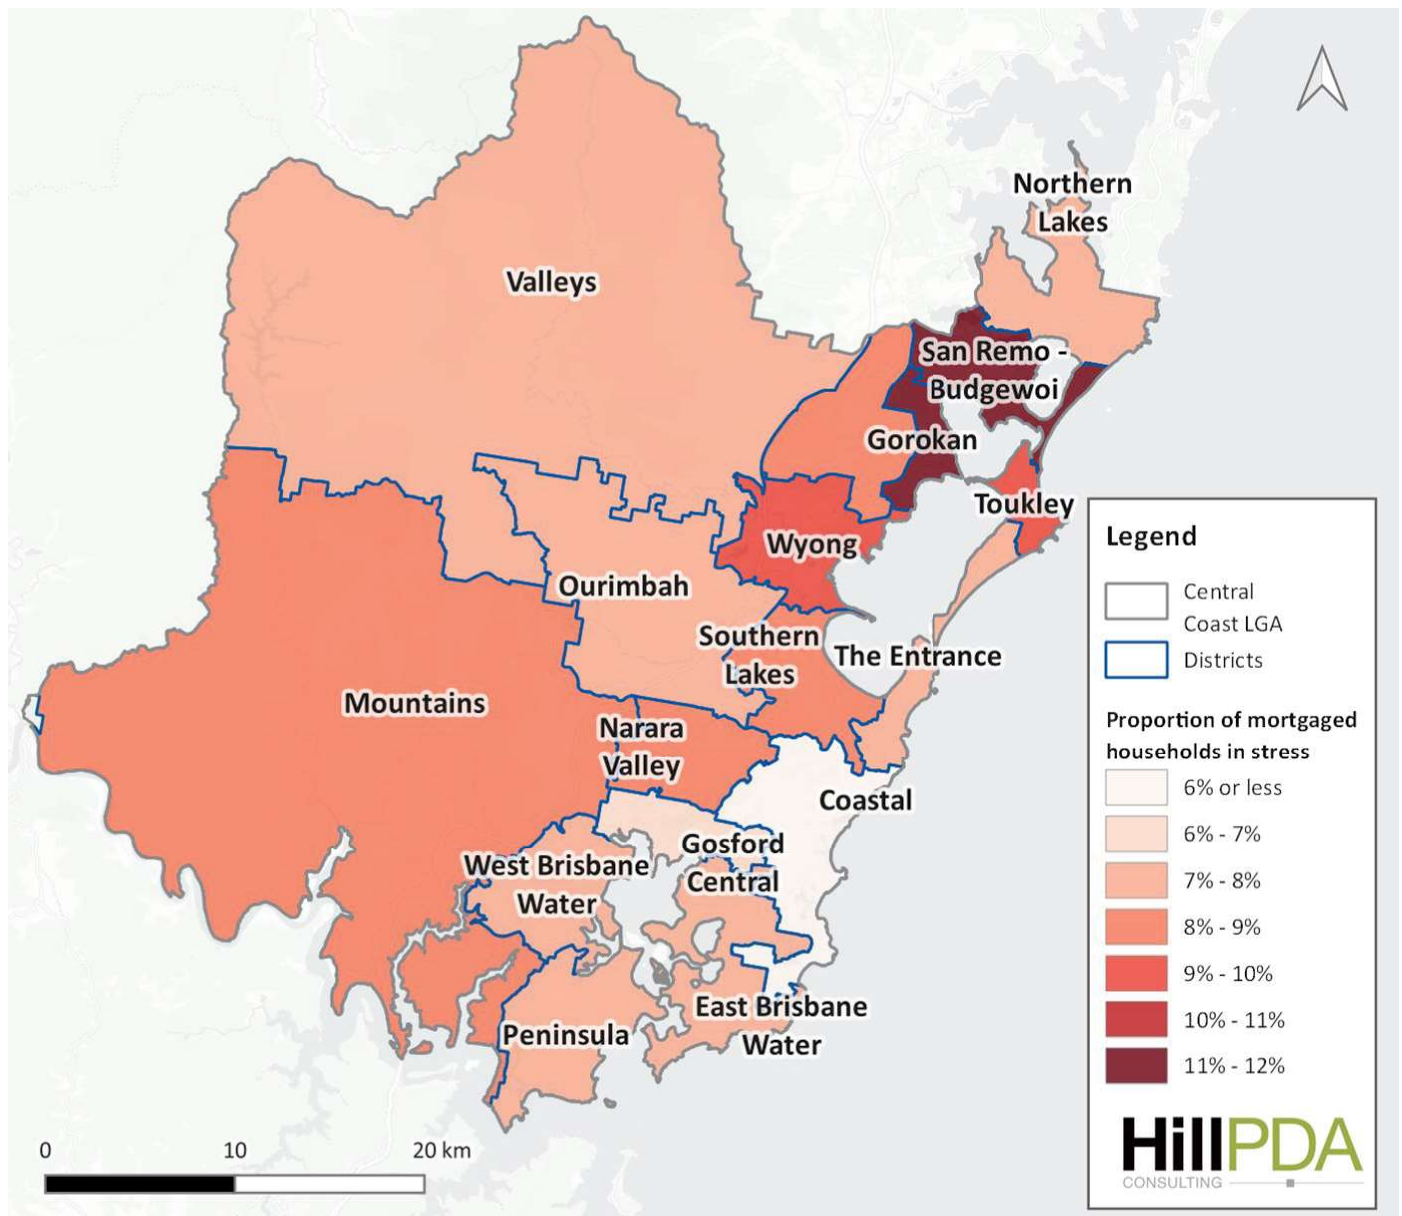 Northern
Lakes
Valleys
San Remo -
Budgewoi
Gorokan
Toukley
Wyong
Ourimbah
Southern
Lakes
The Entrance
Mountains
Narara
Valley
Coastal
Gosford
Central
West Brisbane
Water
East Brisbane
Water
Peninsula
0 10 20 km
Legend
Central
Coast LGA
Districts
Proportion of mortgaged
households in stress
6% or less
6% - 7%
7% - 8%
8% - 9%
9% - 10%
10% - 11%
11% - 12%
HillPDA
CONSULTING